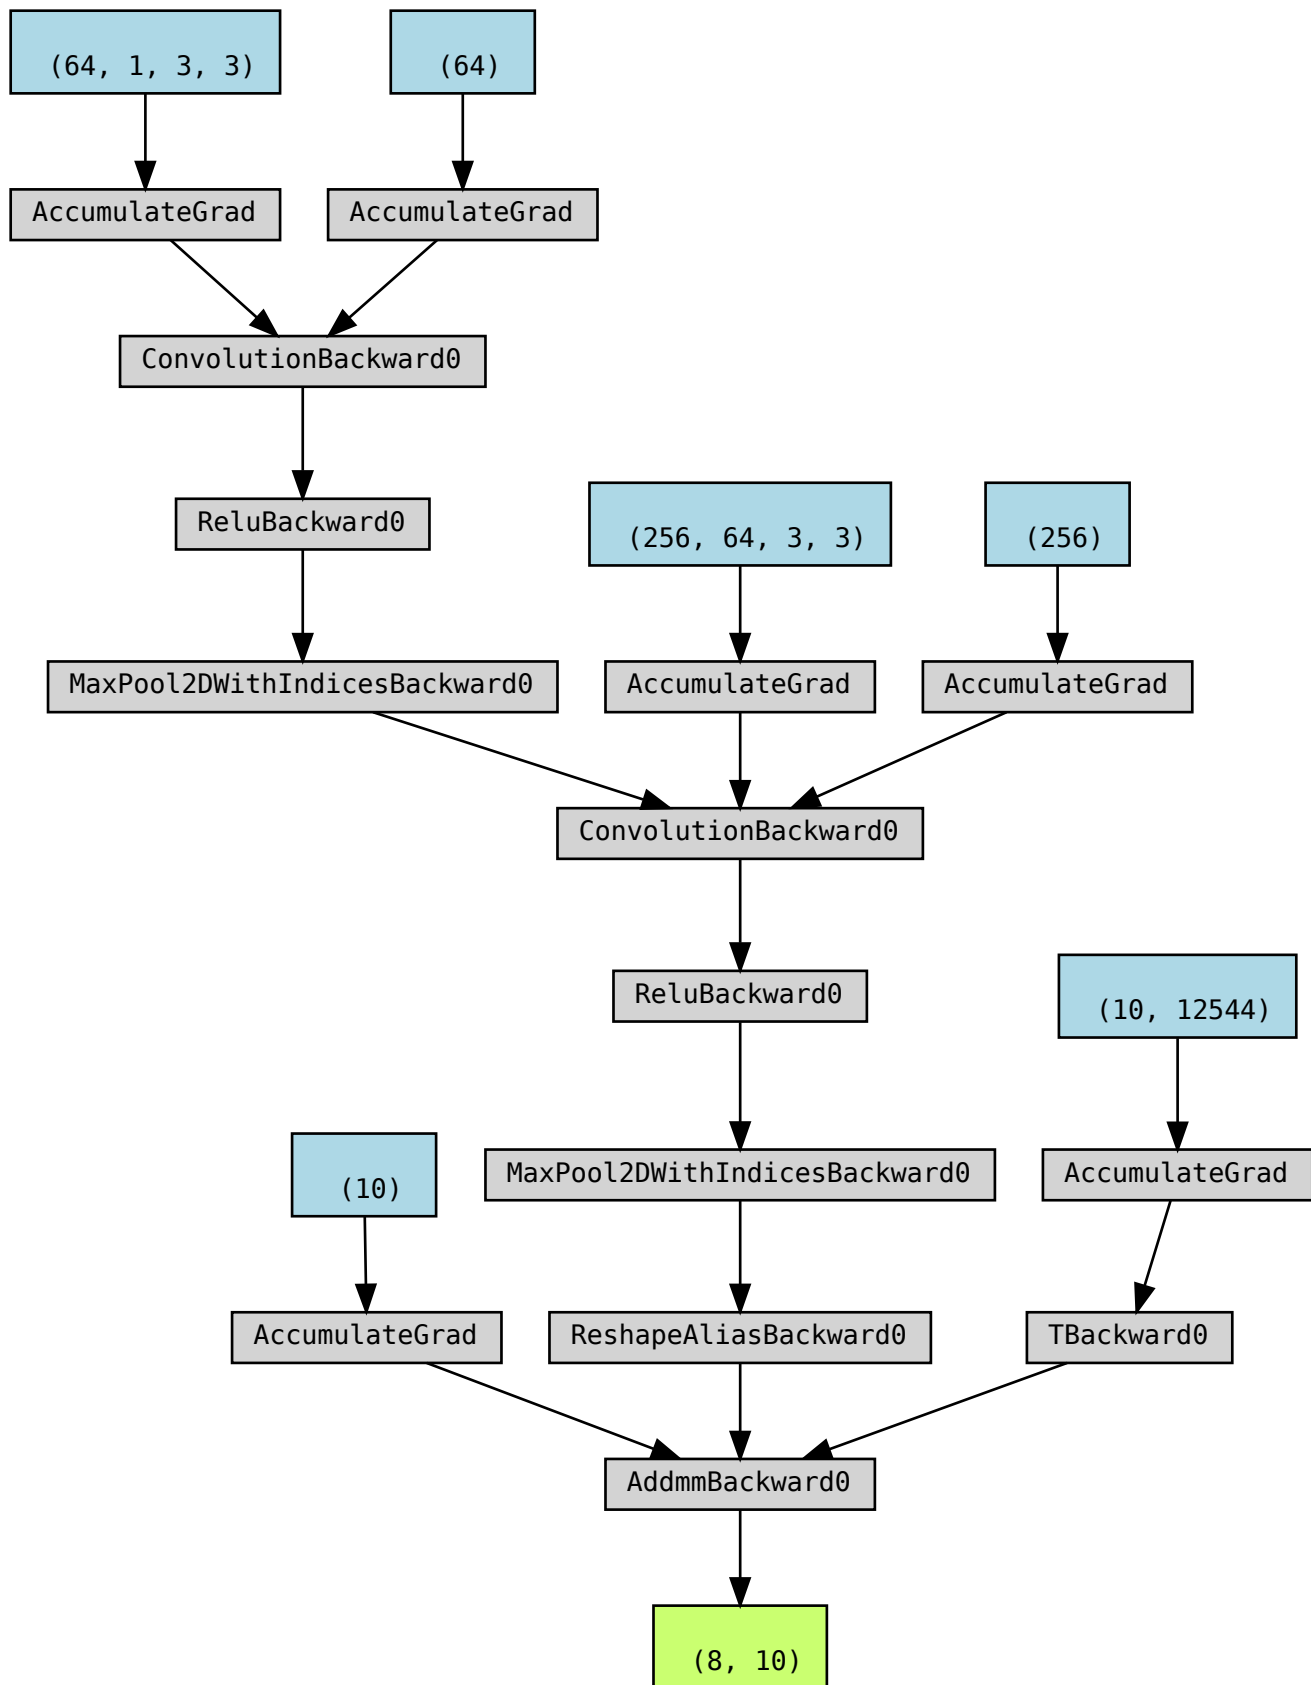 (64, 1, 3, 3)
(64)
AccumulateGrad
AccumulateGrad
ConvolutionBackward0
ReluBackward0
(256, 64, 3, 3)
(256)
MaxPool2DWithIndicesBackward0
AccumulateGrad
AccumulateGrad
ConvolutionBackward0
ReluBackward0
(10, 12544)
(10)
MaxPool2DWithIndicesBackward0
AccumulateGrad
AccumulateGrad
ReshapeAliasBackward0
TBackward0
AddmmBackward0
(8, 10)